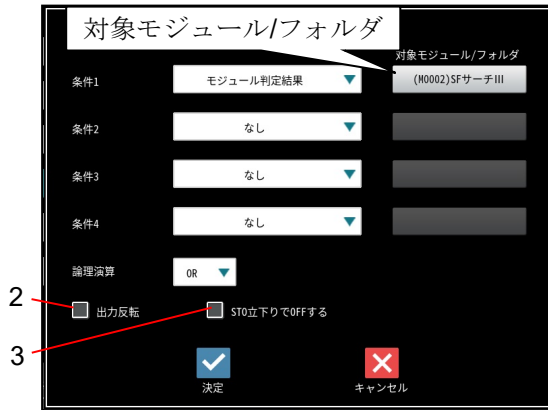 対象モジュール/フォルダ
対象モジュール/フォルダ
条件1 モジュール判定結果 (M0002)SFサーチIII
条件2 なし
条件3 なし
条件4 なし
論理演算 OR
2 出力反転 STO立下りでOFFする
3
決定 キャンセル